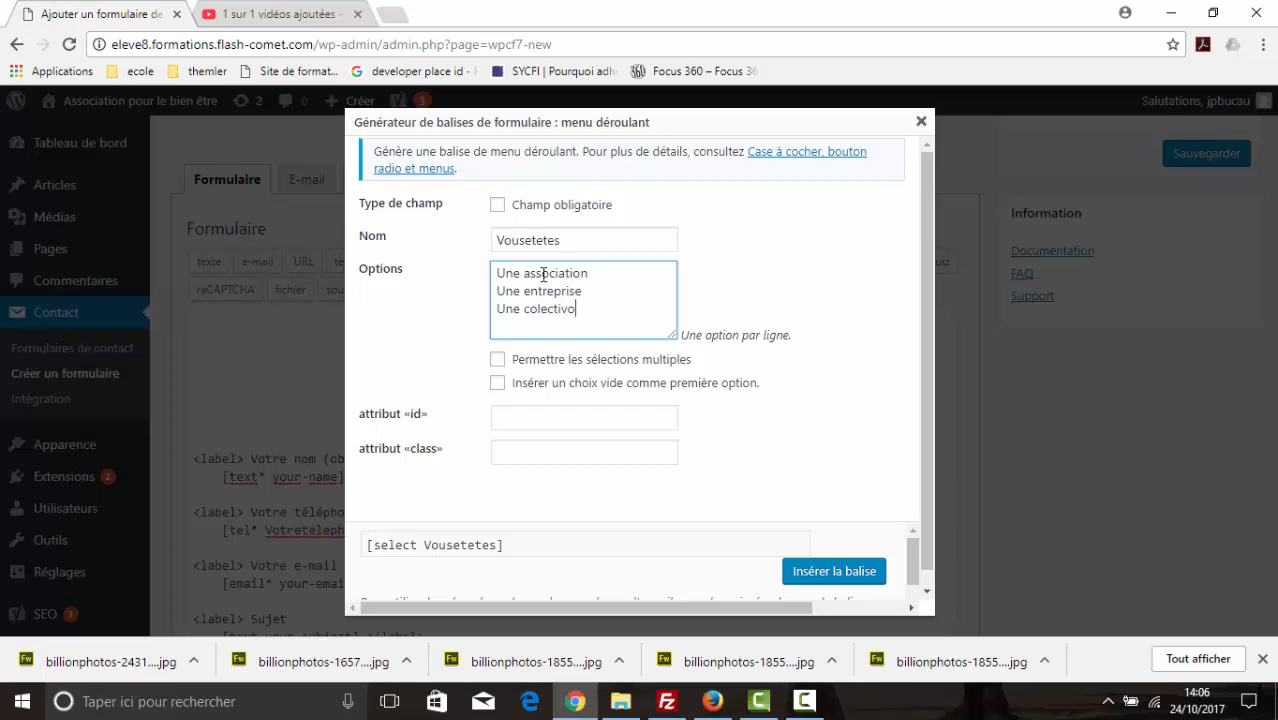 Ajouter un formulaire de
1 sur 1 vidéos ajoutées -
eleve8.formations.flash-comet.com/wp-admin/admin.php?page=wpcf7-new
Applications
ecole
themler
Site de format...
developer place id -
SYCFI | Pourquoi adh
Focus 360 – Focus 36
Association pour le bien être
2
0
Créer
3
Salutations, jpbucau
Tableau de bord
Articles
Médias
Pages
Commentaires
Contact
Formulaires de contact
Créer un formulaire
Intégration
Apparence
Extensions 2
Utilisateurs
Outils
Réglages
SEO 3
Formulaire
E-mail
Formulaire
texte
e-mail
URL
reCAPTCHA
fichier
<label> Votre nom (ob
[text* your-name]
<label> Votre télépho
[tel* Votreteleph
<label> Votre e-mail
[email* your-emai
<label> Sujet
Générateur de balises de formulaire : menu déroulant
Génère une balise de menu déroulant. Pour plus de détails, consultez Case à cocher, bouton
radio et menus.
Type de champ
Champ obligatoire
Nom
Vousetetes
Options
Une association
Une entreprise
Une colectivo
Une option par ligne.
Permettre les sélections multiples
Insérer un choix vide comme première option.
attribut «id»
attribut «class»
[select Vousetetes]
Insérer la balise
Sauvegarder
Information
Documentation
FAQ
Support
billionphotos-2431....jpg
billionphotos-1657....jpg
billionphotos-1855....jpg
billionphotos-1855....jpg
billionphotos-1855....jpg
Tout afficher
Taper ici pour rechercher
14:06
24/10/2017